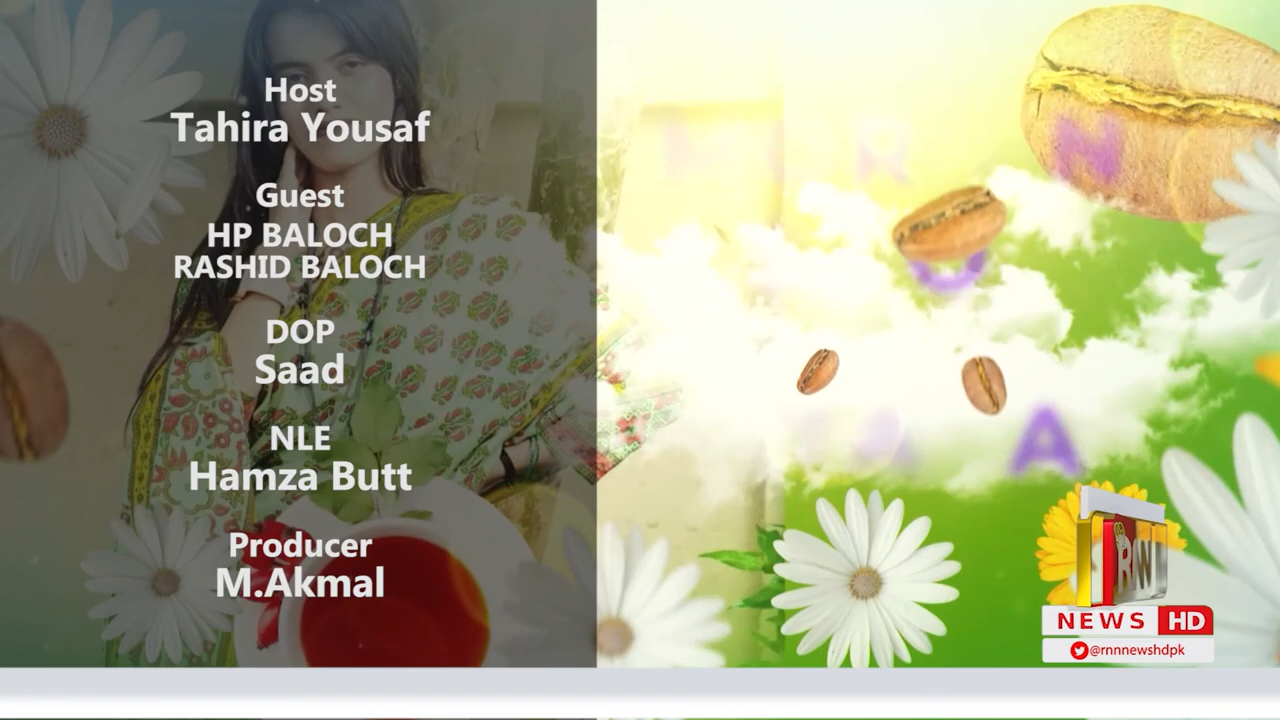 Host
Tahira Yousaf
Guest
HP BALOCH
RASHID BALOCH
DOP
Saad
NLE
Hamza Butt
Producer
M.Akmal
NEWS HD
@rnnnewshdpk